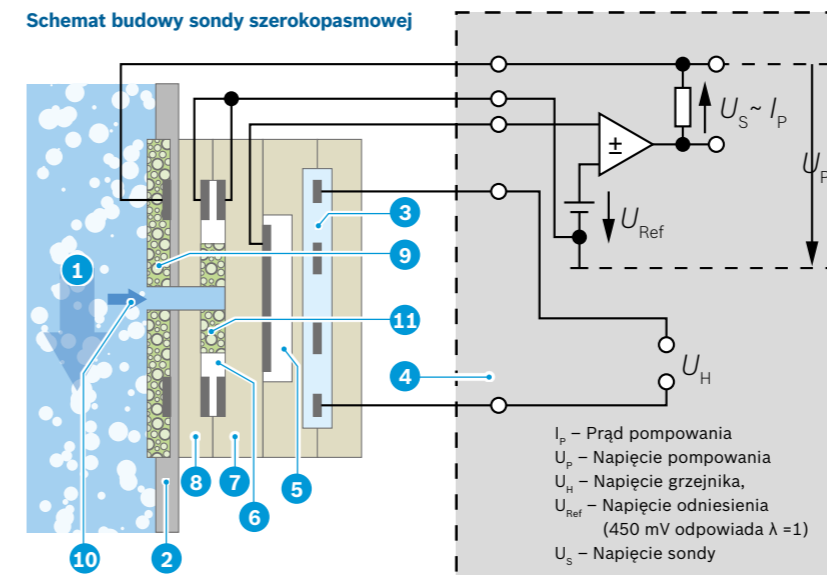 Schemat budowy sondy szerokopasmowej
U_S ~ I_P
U_P
±
U_Ref
1
3
9
11
4
U_H
8
7
6
5
10
2
I_P – Prąd pompowania
U_P – Napięcie pompowania
U_H – Napięcie grzejnika,
U_Ref – Napięcie odniesienia
(450 mV odpowiada λ =1)
U_S – Napięcie sondy